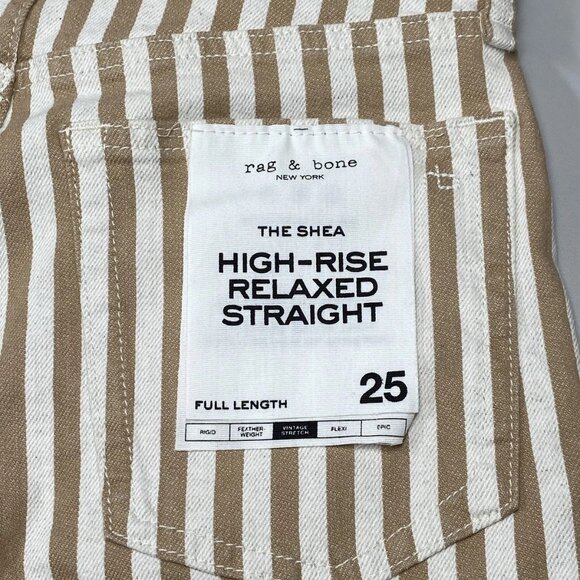 rag & bone
NEW YORK
THE SHEA
HIGH-RISE
RELAXED
STRAIGHT
FULL LENGTH 25
RIGID FEATHER-WEIGHT VINTAGE STRETCH FLEXI EPIC